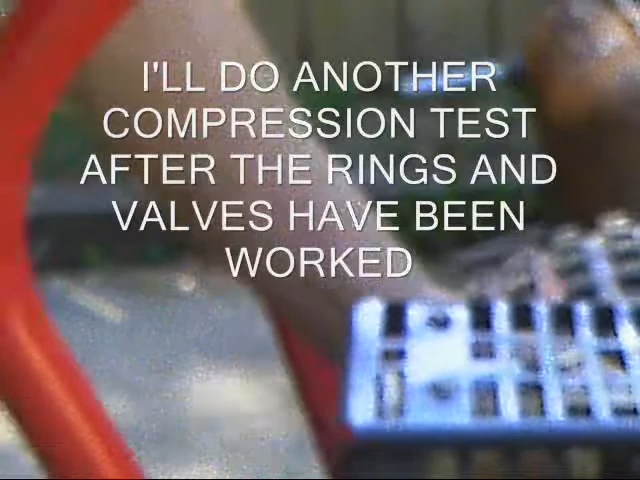 I'LL DO ANOTHER
COMPRESSION TEST
AFTER THE RINGS AND
VALVES HAVE BEEN
WORKED